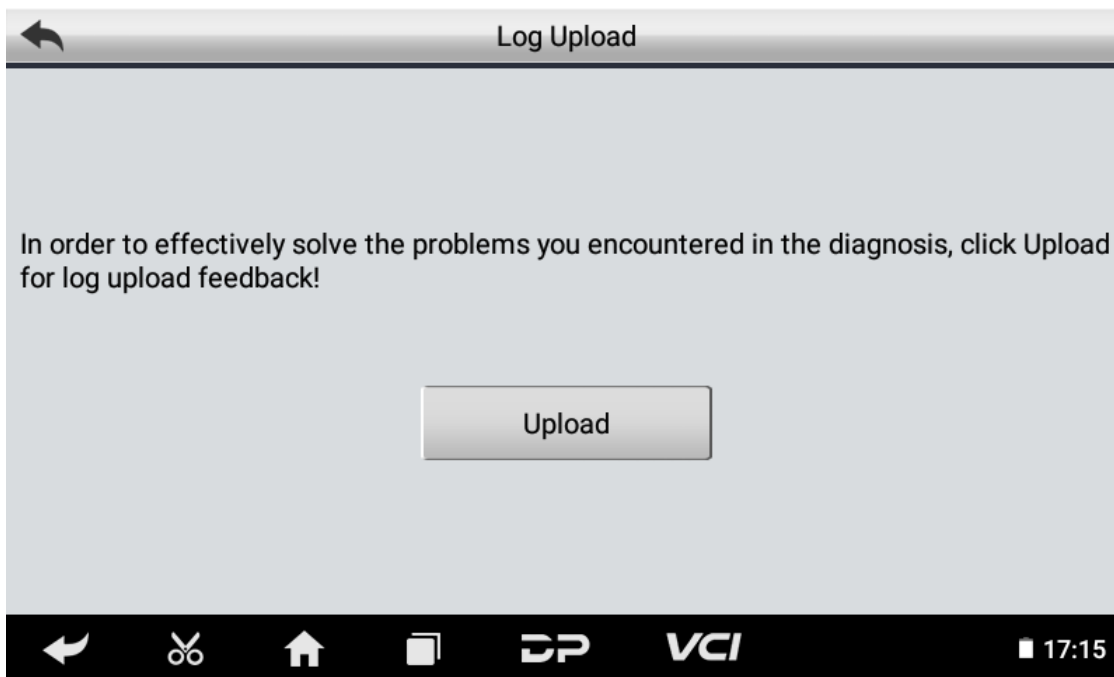 Log Upload
In order to effectively solve the problems you encountered in the diagnosis, click Upload
for log upload feedback!
Upload
DP VCI 17:15